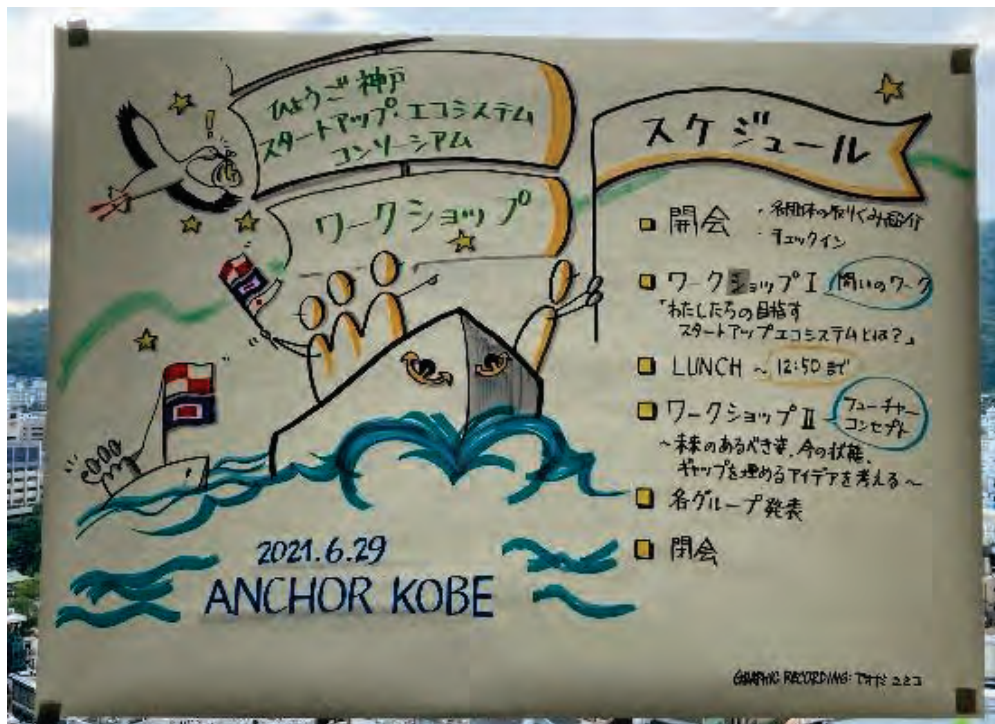 ひょうご神戸
スタートアップ・エコシステム
コンソーシアム
ワークショップ
スケジュール
開会
・各団体の取りくみ紹介
・チェックイン
ワークショップ I
問いのワーク
「わたしたちの目指す
スタートアップエコシステムとは?」
LUNCH ~ 12:50 まで
ワークショップ II
フューチャー
コンセプト
~未来のあるべき姿、今の状態、
ギャップを埋めるアイデアを考える~
各グループ発表
閉会
2021.6.29
ANCHOR KOBE
GRAPHIC RECORDING: